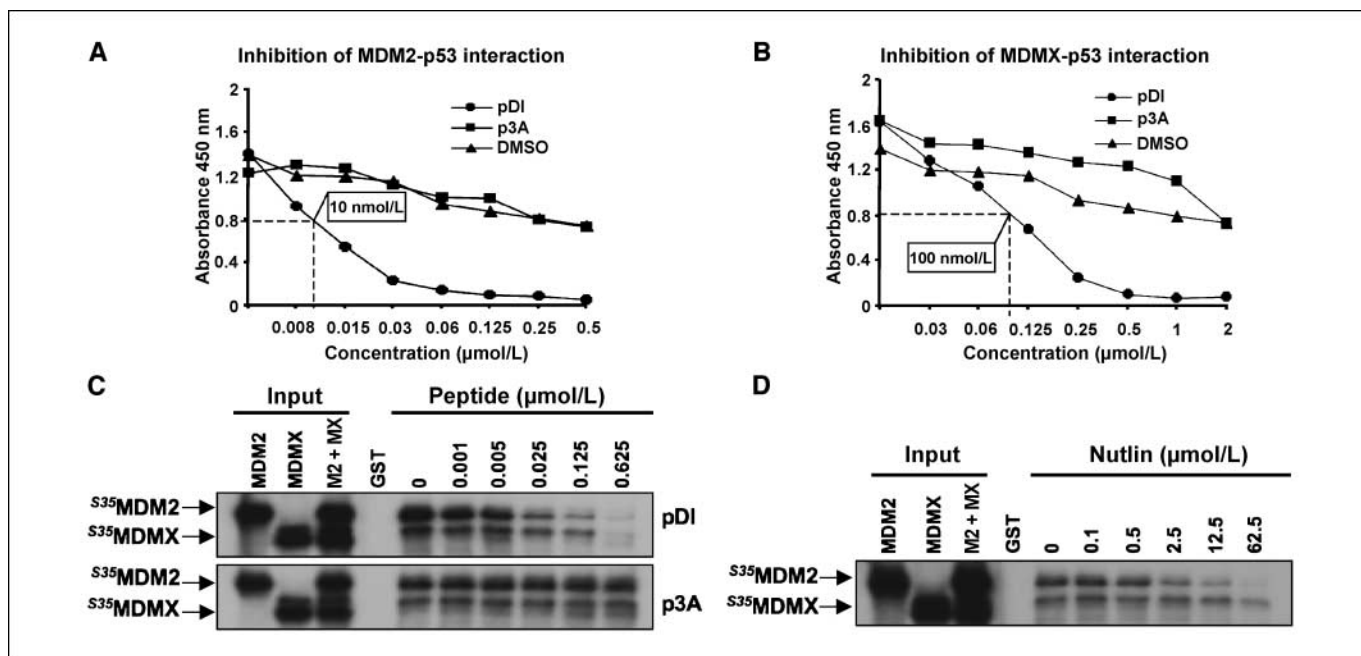 A
Inhibition of MDM2-p53 interaction
2
1.6
1.2
0.8
0.4
0
Absorbance 450 nm
pDI
p3A
DMSO
10 nmol/L
0.008 0.015 0.03 0.06 0.125 0.25 0.5
Concentration (µmol/L)
B
Inhibition of MDMX-p53 interaction
2
1.6
1.2
0.8
0.4
0
Absorbance 450 nm
pDI
p3A
DMSO
100 nmol/L
0.03 0.06 0.125 0.25 0.5 1 2
Concentration (µmol/L)
C
Input Peptide (µmol/L)
MDM2 MDMX M2 + MX GST 0 0.001 0.005 0.025 0.125 0.625
S35MDM2
S35MDMX
pDI
S35MDM2
S35MDMX
p3A
D
Input Nutlin (µmol/L)
MDM2 MDMX M2 + MX GST 0 0.1 0.5 2.5 12.5 62.5
S35MDM2
S35MDMX